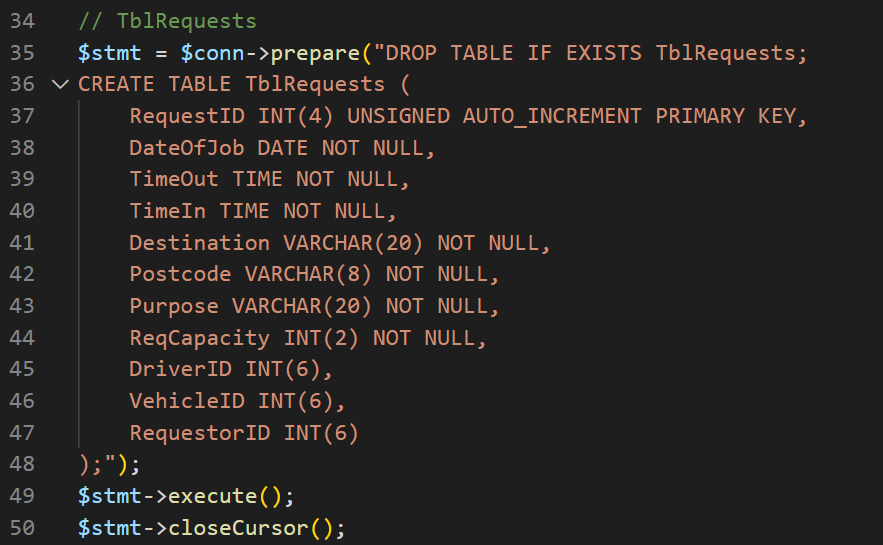 34 // TblRequests
35 $stmt = $conn->prepare("DROP TABLE IF EXISTS TblRequests;
36 CREATE TABLE TblRequests (
37     RequestID INT(4) UNSIGNED AUTO_INCREMENT PRIMARY KEY,
38     DateOfJob DATE NOT NULL,
39     TimeOut TIME NOT NULL,
40     TimeIn TIME NOT NULL,
41     Destination VARCHAR(20) NOT NULL,
42     Postcode VARCHAR(8) NOT NULL,
43     Purpose VARCHAR(20) NOT NULL,
44     ReqCapacity INT(2) NOT NULL,
45     DriverID INT(6),
46     VehicleID INT(6),
47     RequestorID INT(6)
48 );");
49 $stmt->execute();
50 $stmt->closeCursor();